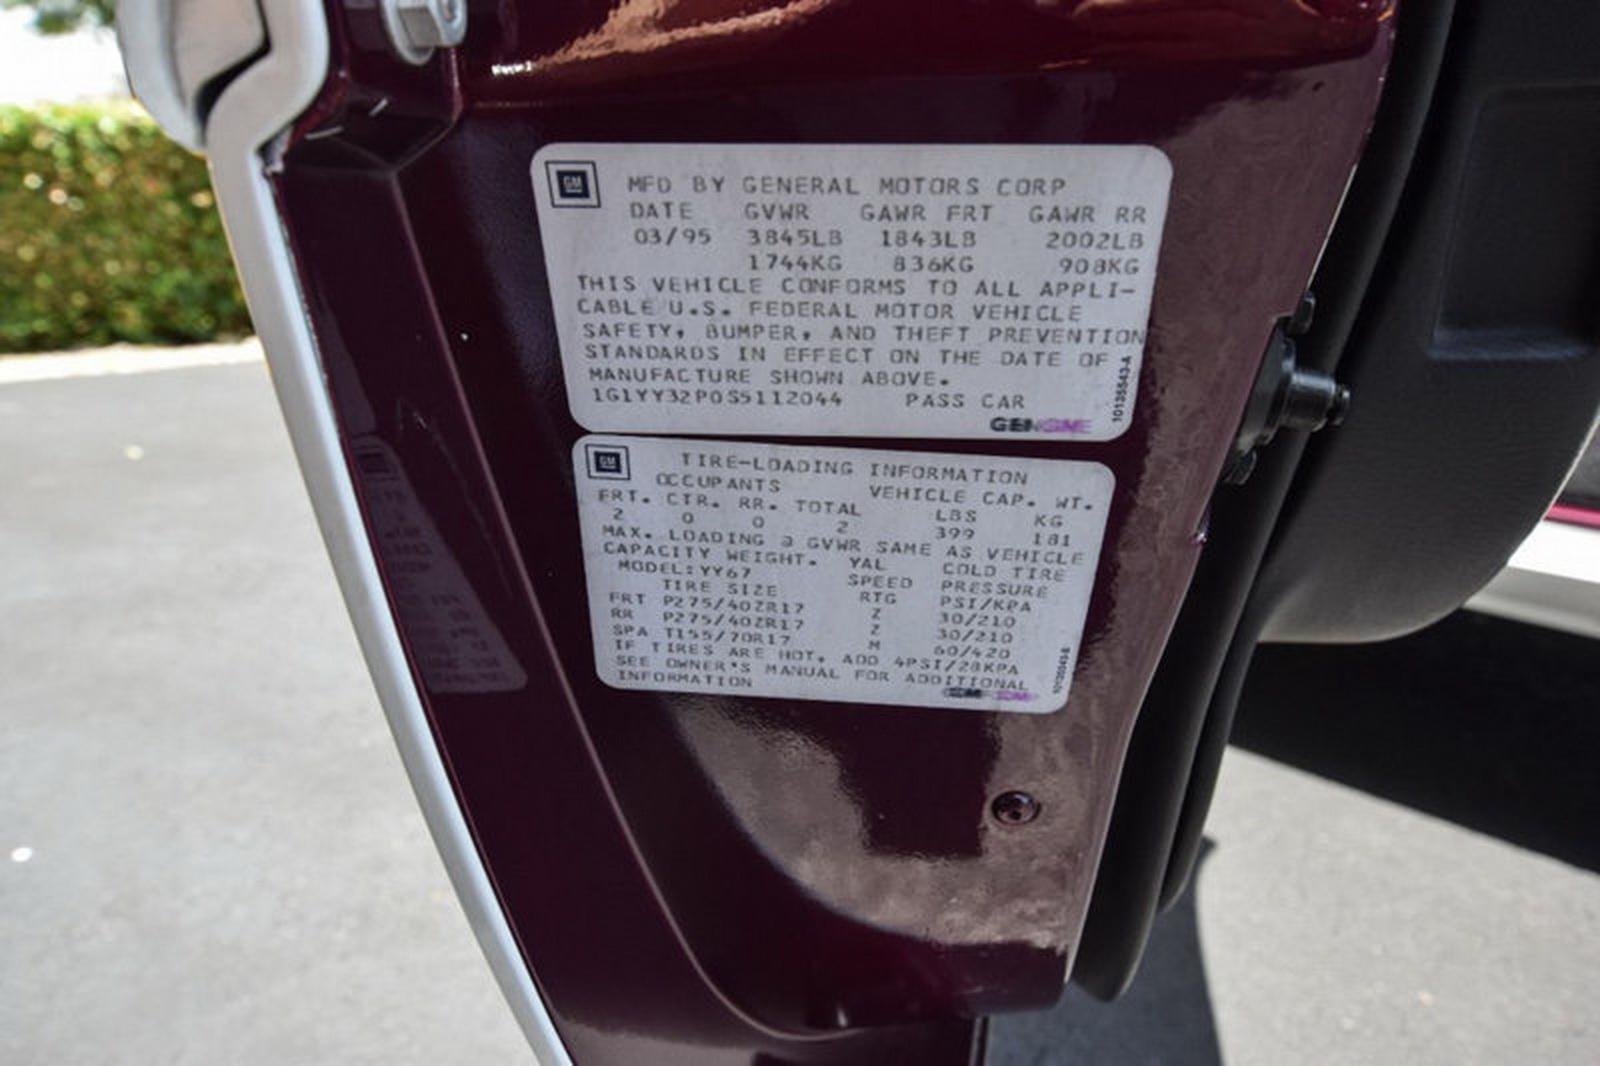 GM
MFD BY GENERAL MOTORS CORP
DATE GVWR GAWR FRT GAWR RR
03/95 3845LB 1843LB 2002LB
1744KG 836KG 908KG
THIS VEHICLE CONFORMS TO ALL APPLI-
CABLE U.S. FEDERAL MOTOR VEHICLE
SAFETY, BUMPER, AND THEFT PREVENTION
STANDARDS IN EFFECT ON THE DATE OF
MANUFACTURE SHOWN ABOVE.
1G1YY32P0S5112044 PASS CAR
10135543-A
GM
TIRE-LOADING INFORMATION
OCCUPANTS VEHICLE CAP. WT.
FRT. CTR. RR. TOTAL LBS KG
2 0 0 2 399 181
MAX. LOADING @ GVWR SAME AS VEHICLE
CAPACITY WEIGHT. YAL COLD TIRE
MODEL:YY67 SPEED PRESSURE
TIRE SIZE RTG PSI/KPA
FRT P275/40ZR17 Z 30/210
RR P275/40ZR17 Z 30/210
SPA T155/70R17 M 60/420
IF TIRES ARE HOT, ADD 4PSI/28KPA
SEE OWNER'S MANUAL FOR ADDITIONAL
INFORMATION